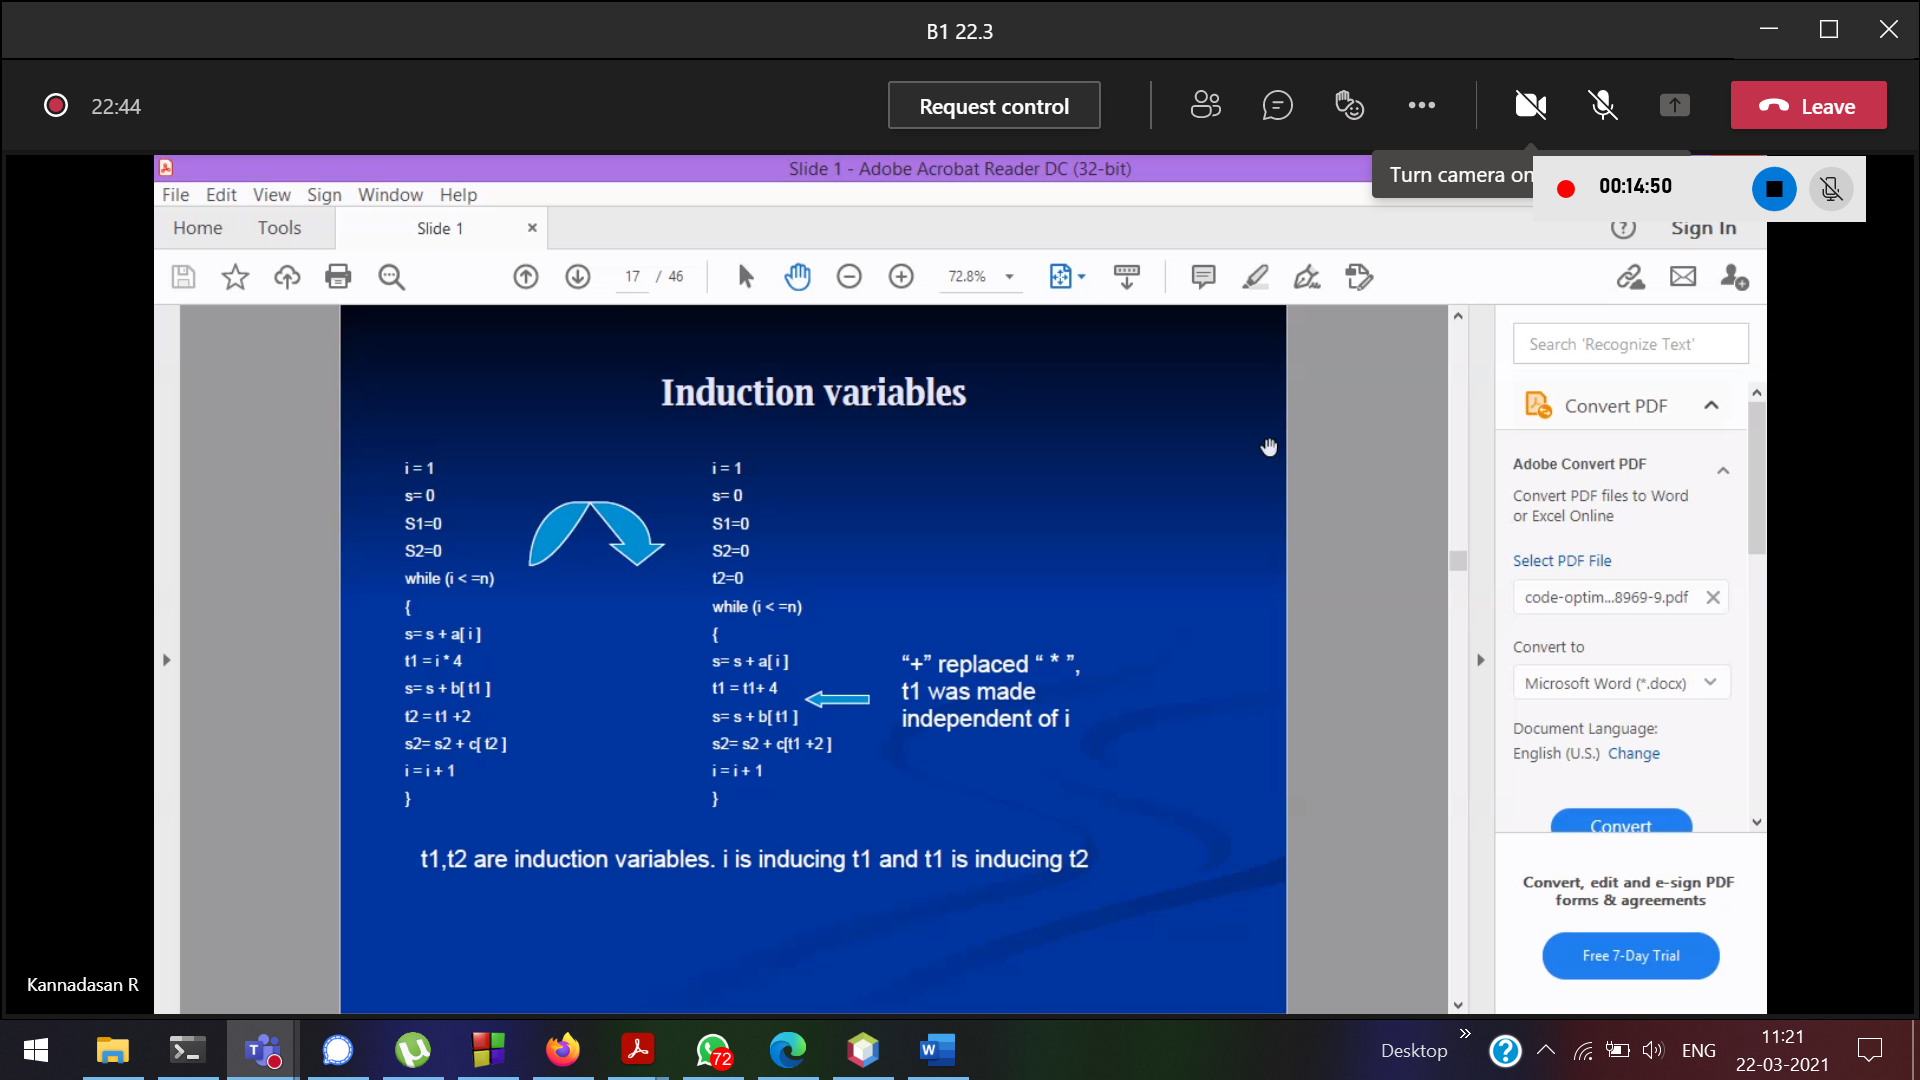 B1 22.3
22:44
Request control
Leave
Turn camera on
00:14:50
Slide 1 - Adobe Acrobat Reader DC (32-bit)
File Edit View Sign Window Help
Home Tools Slide 1 × Sign In
17 / 46 72.8%
Induction variables
i = 1
s= 0
S1=0
S2=0
while (i < =n)
{
s= s + a[ i ]
t1 = i * 4
s= s + b[ t1 ]
t2 = t1 +2
s2= s2 + c[ t2 ]
i = i + 1
}
i = 1
s= 0
S1=0
S2=0
t2=0
while (i < =n)
{
s= s + a[ i ]
t1 = t1+ 4
s= s + b[ t1 ]
s2= s2 + c[t1 +2 ]
i = i + 1
}
“+” replaced “ * ”,
t1 was made
independent of i
t1,t2 are induction variables. i is inducing t1 and t1 is inducing t2
Search 'Recognize Text'
Convert PDF
Adobe Convert PDF
Convert PDF files to Word
or Excel Online
Select PDF File
code-optim...8969-9.pdf
Convert to
Microsoft Word (*.docx)
Document Language:
English (U.S.) Change
Convert
Convert, edit and e-sign PDF
forms & agreements
Free 7-Day Trial
Kannadasan R
72
W
Desktop
ENG
11:21
22-03-2021